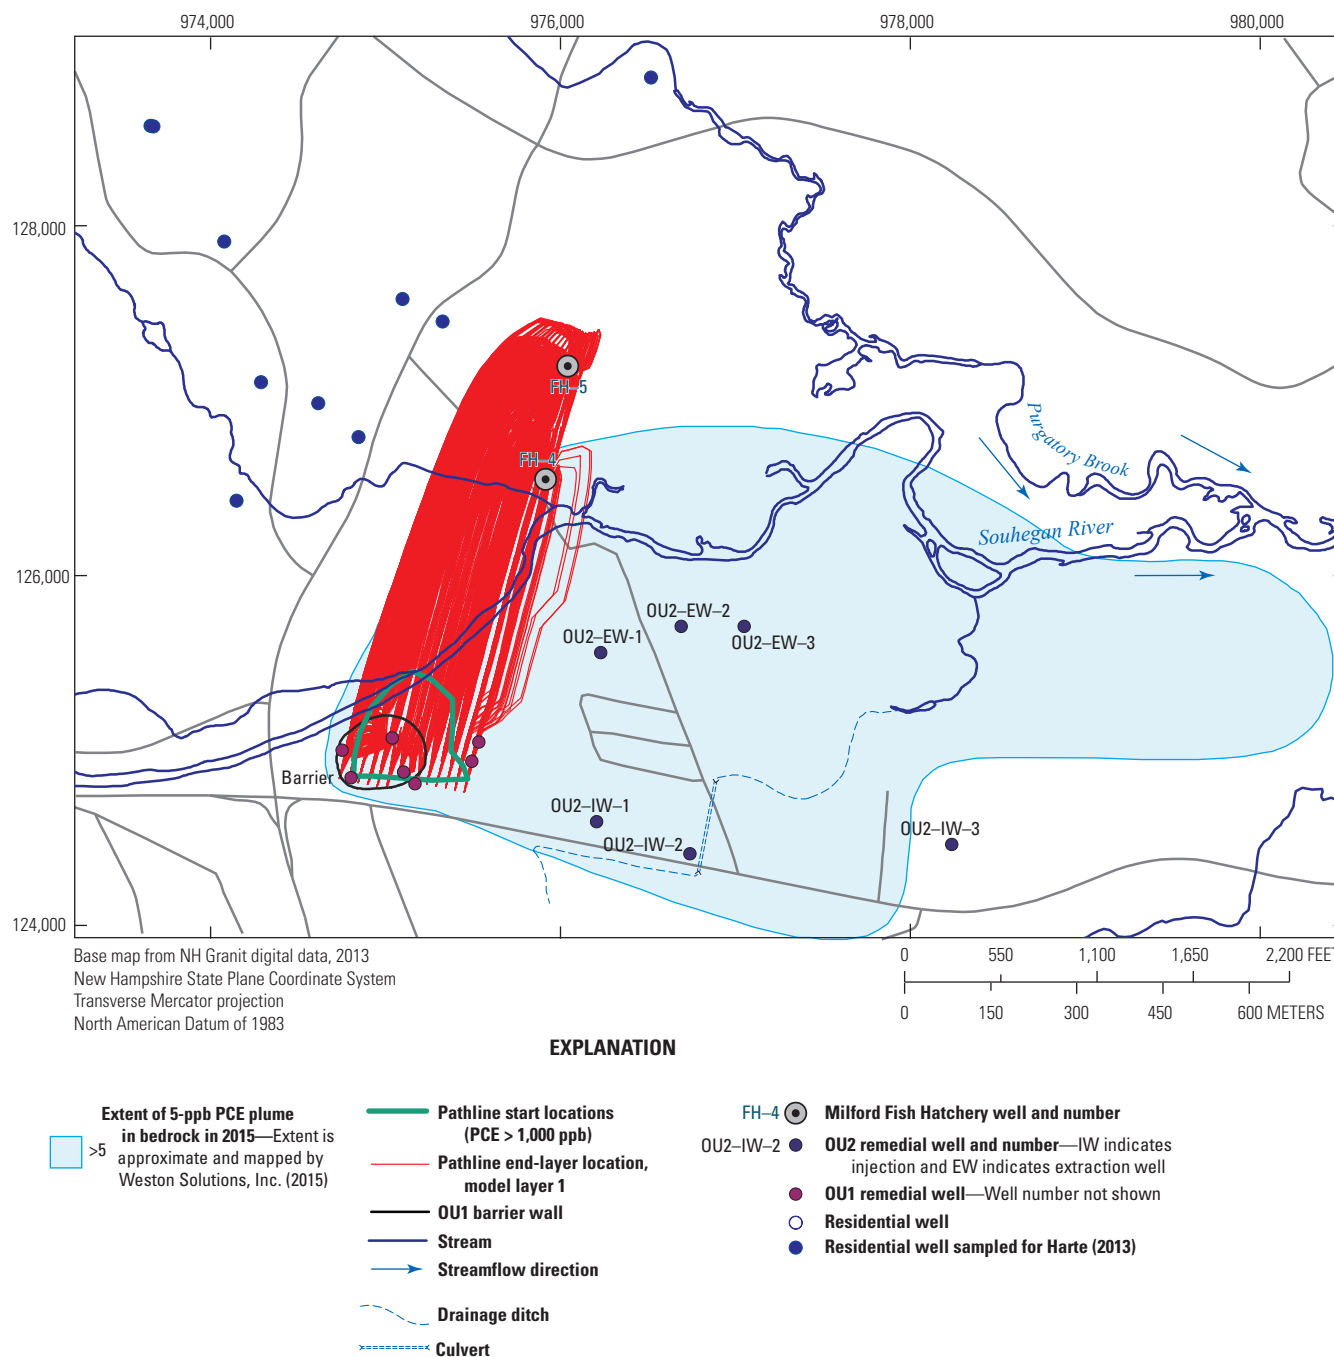 974,000
976,000
978,000
980,000
128,000
126,000
124,000
FH–5
FH–4
Purgatory Brook
Souhegan River
OU2–EW–2
OU2–EW-1
OU2–EW–3
Barrier
OU2–IW–1
OU2–IW–2
OU2–IW–3
Base map from NH Granit digital data, 2013
New Hampshire State Plane Coordinate System
Transverse Mercator projection
North American Datum of 1983
0 550 1,100 1,650 2,200 FEET
0 150 300 450 600 METERS
EXPLANATION
>5
Extent of 5-ppb PCE plume
in bedrock in 2015—Extent is
approximate and mapped by
Weston Solutions, Inc. (2015)
Pathline start locations
(PCE > 1,000 ppb)
Pathline end-layer location,
model layer 1
OU1 barrier wall
Stream
Streamflow direction
Drainage ditch
Culvert
FH–4 Milford Fish Hatchery well and number
OU2–IW–2 OU2 remedial well and number—IW indicates
injection and EW indicates extraction well
OU1 remedial well—Well number not shown
Residential well
Residential well sampled for Harte (2013)